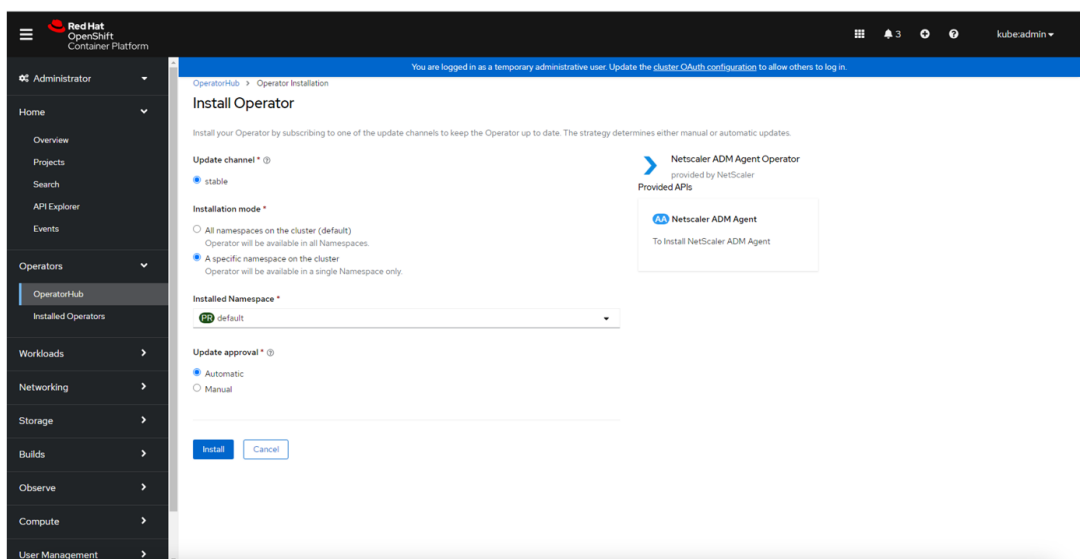 Red Hat
OpenShift
Container Platform
3
kube:admin
Administrator
You are logged in as a temporary administrative user. Update the cluster OAuth configuration to allow others to log in.
OperatorHub > Operator Installation
Install Operator
Home
Overview
Projects
Search
API Explorer
Events
Operators
OperatorHub
Installed Operators
Workloads
Networking
Storage
Builds
Observe
Compute
User Management
Install your Operator by subscribing to one of the update channels to keep the Operator up to date. The strategy determines either manual or automatic updates.
Update channel *
stable
Installation mode *
All namespaces on the cluster (default)
Operator will be available in all Namespaces.
A specific namespace on the cluster
Operator will be available in a single Namespace only.
Installed Namespace *
PR default
Update approval *
Automatic
Manual
Install
Cancel
Netscaler ADM Agent Operator
provided by NetScaler
Provided APIs
AA Netscaler ADM Agent
To Install NetScaler ADM Agent